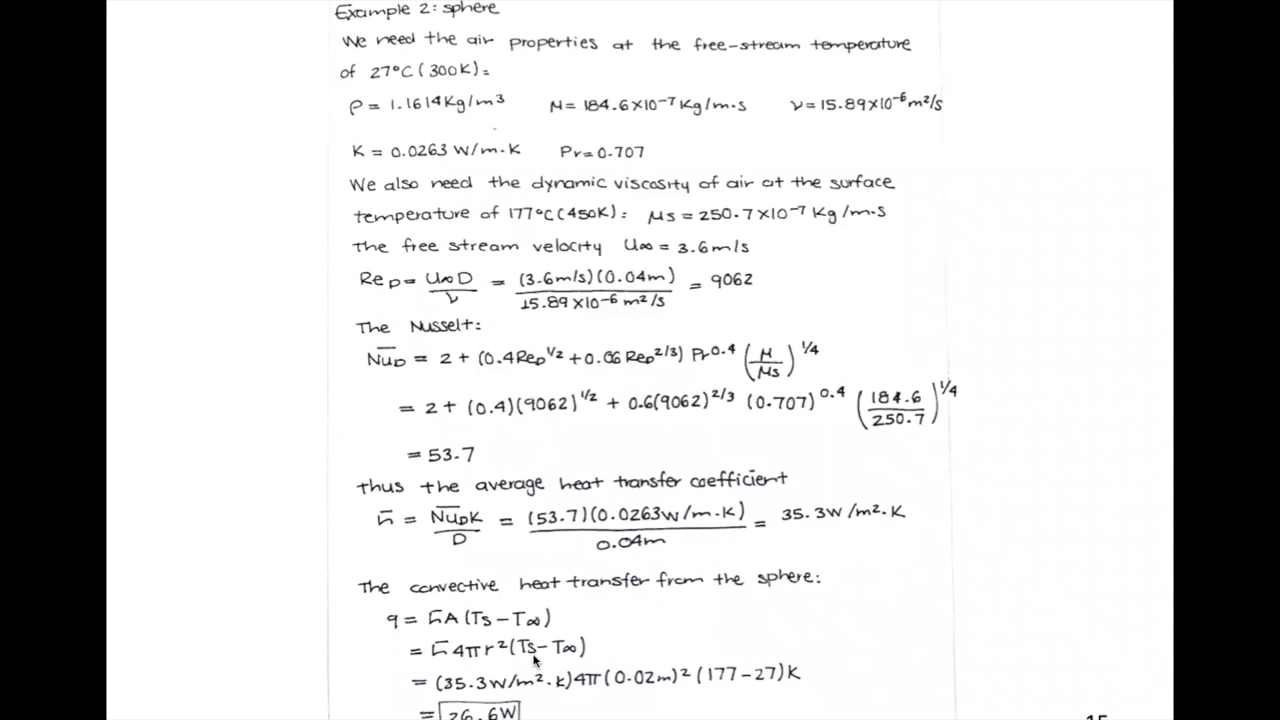 Example 2: sphere
We need the air properties at the free-stream temperature
of 27°C (300K):
ρ = 1.1614 Kg/m³ μ = 184.6×10⁻⁷ Kg/m·s ν = 15.89×10⁻⁶ m²/s
K = 0.0263 W/m·K Pr = 0.707
We also need the dynamic viscosity of air at the surface
temperature of 177°C (450K): μs = 250.7×10⁻⁷ Kg/m·s
The free stream velocity U∞ = 3.6 m/s
Re_D = U∞D/ν = (3.6 m/s)(0.04m)/15.89×10⁻⁶ m²/s = 9062
The Nusselt:
N̅u̅_D = 2 + (0.4 Re_D^1/2 + 0.06 Re_D^2/3) Pr^0.4 (μ/μs)^1/4
= 2 + (0.4)(9062)^1/2 + 0.6(9062)^2/3 (0.707)^0.4 (184.6/250.7)^1/4
= 53.7
thus the average heat transfer coefficient
h̅ = N̅u̅_D K/D = (53.7)(0.0263 W/m·K)/0.04m = 35.3 W/m²·K
The convective heat transfer from the sphere:
q = h̅A (Ts − T∞)
= h̅ 4πr² (Ts − T∞)
= (35.3 W/m²·K) 4π (0.02m)² (177−27) K
= 26.6W
15